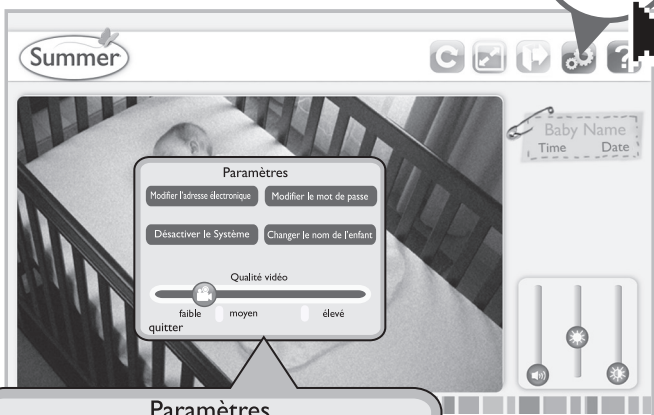 Summer
C
?
Baby Name
Time Date
Paramètres
Modifier l'adresse électronique Modifier le mot de passe
Désactiver le Système Changer le nom de l'enfant
Qualité vidéo
faible moyen élevé
quitter
Paramètres